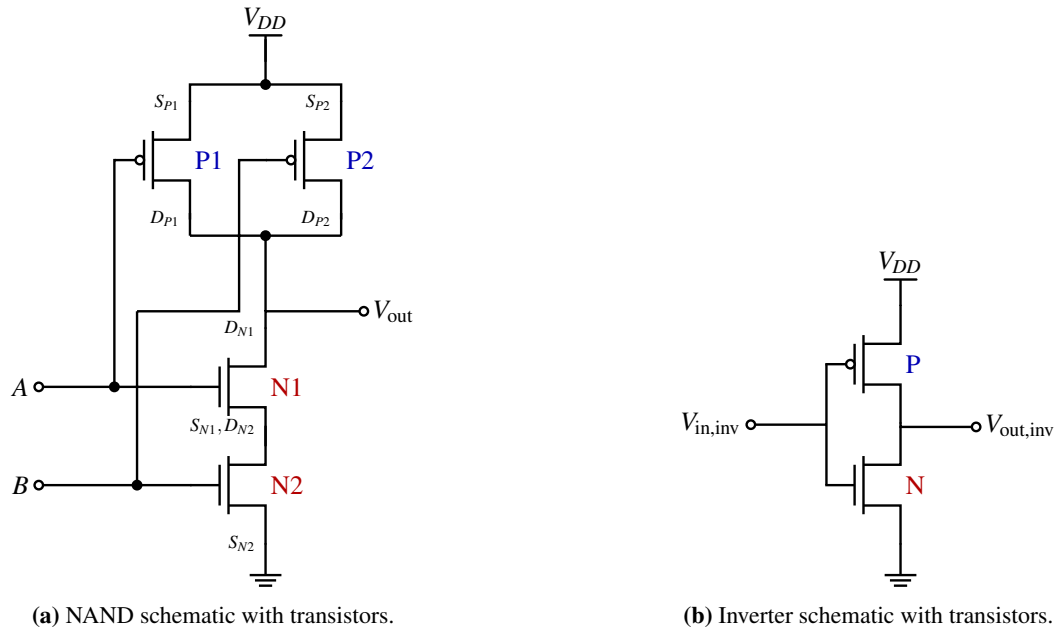 V_DD
S_P1
S_P2
P1
P2
D_P1
D_P2
V_out
D_N1
A
N1
S_N1, D_N2
B
N2
S_N2
(a) NAND schematic with transistors.
V_DD
P
V_in,inv
V_out,inv
N
(b) Inverter schematic with transistors.